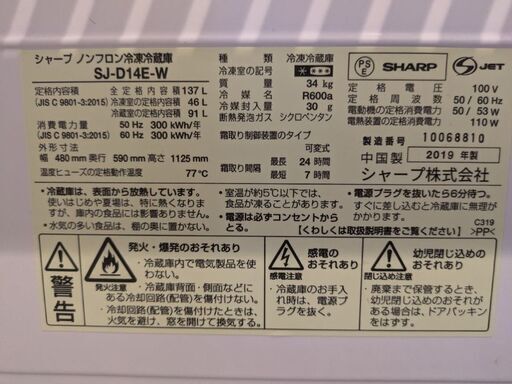 シャープ ノンフロン冷凍冷蔵庫
SJ-D14E-W
定格内容積 全定格内容積 137 L
(JIS C 9801-3:2015) 冷凍室の定格内容積 46 L
冷蔵室の定格内容積 91 L
消費電力量 50 Hz 300 kWh/年
(JIS C 9801-3:2015) 60 Hz 300 kWh/年
外形寸法
幅 480 mm 奥行 590 mm 高さ 1125 mm
温度ヒューズの定格動作温度 77℃
種類 冷凍冷蔵庫
冷凍室の記号
質量 34 kg
冷媒名 R600a
冷媒封入量 30 g
断熱発泡ガス シクロペンタン
霜取り制御装置のタイプ
可変式
霜取り間隔 最長 24 時間
最短 7 時間
PS
E
SHARP
JET
定格電圧 100 V
定格周波数 50 / 60 Hz
電動機の定格消費電力 50 / 53 W
電熱装置の定格消費電力 110 W
製造番号 10068810
中国製 2019 年製
シャープ株式会社
・冷蔵庫は、表面から放熱しています。
使いはじめや夏場は、特に熱くなりますが、庫内の食品には影響ありません。
・水気の多い食品は、棚の奥に置かない。
・室温が約5℃以下では、食品が凍ることがあります。
・電源は必ずコンセントからとる。
・電源プラグを抜いたら6分待つ。
すぐに差し込むと冷蔵庫に無理がかかります。
【くわしくは取扱説明書をご覧ください】
C319
>PP<
警告
発火注意
発火・爆発のおそれあり
・冷蔵庫内で電気製品を使わない。
・冷蔵庫背面・側面などにある冷却回路(配管)を傷付けない。
・冷却回路(配管)を傷付けたときは、火気を避け、窓を開けて換気する。
感電注意
感電のおそれあり
・冷蔵庫のお手入れ時は、電源プラグを抜く。
注意
幼児閉じ込めのおそれあり
・廃棄まで保管するときに、幼児閉じ込めのおそれがある場合は、ドアパッキンをはずす。